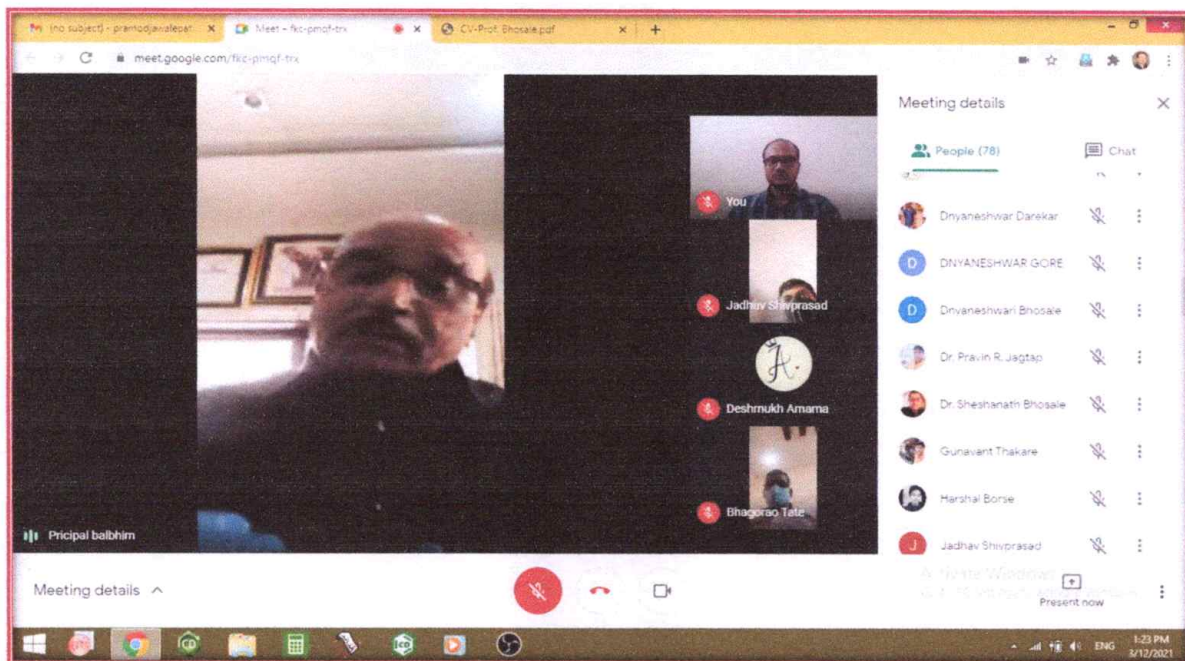 (no subject) - pramodjawalepat
Meet - fkc-pmqf-trx
CV-Prof. Bhosale.pdf
meet.google.com/fkc-pmqf-trx
Meeting details
People (78)
Chat
You
Jadhuv Shivprasad
Deshmukh Amama
Bhagorao Tate
Pricipal balbhim
Dnyaneshwar Darekar
D DNYANESHWAR GORE
D Dnyaneshwari Bhosale
Dr. Pravin R. Jagtap
Dr. Sheshanath Bhosale
Gunavant Thakare
Harshal Borse
J Jadhav Shivprasad
A.
Activate Windows
Meeting details
Present now
ENG
1:23 PM
3/12/2021